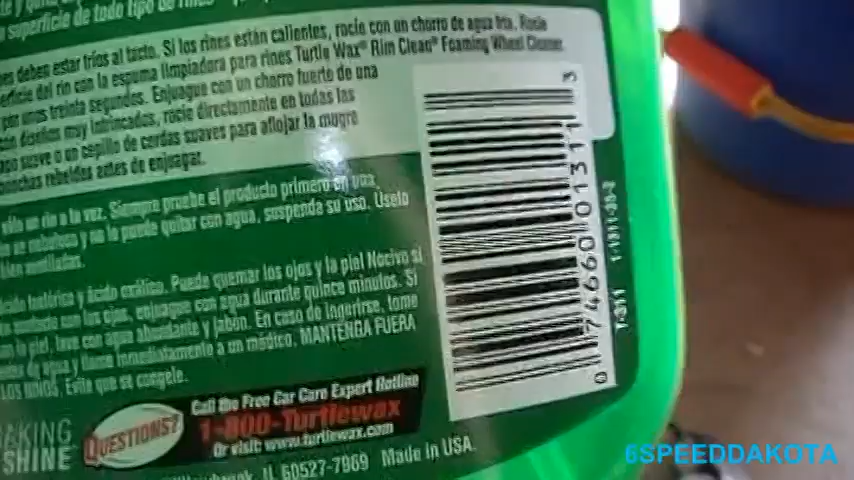 superficie de todo tipo de rines
es deben estar fríos al tacto. Si los rines están calientes, rocíe con un chorro de agua fría. Rocíe
erficie del rin con la espuma limpiadora para rines Turtle Wax® Rim Clean® Foaming Wheel Cleaner
por unos treinta segundos. Enjuague con un chorro fuerte de una
on diseños muy intrincados, rocíe directamente en todas las
suave o un cepillo de cerdas suaves para aflojar la mugre
manchas rebeldes antes de enjuagar.
sólo un rin a la vez. Siempre pruebe el producto primero en una
y no lo puede quitar con agua, suspenda su uso. Úselo
bien ventilados.
y ácido oxálico. Puede quemar los ojos y la piel Nocivo si
contacto con los ojos, enjuague con agua durante quince minutos. Si
la piel, lave con agua abundante y jabón. En caso de ingerirse, tome
de agua y llame inmediatamente a un médico. MANTENGA FUERA
LOS NIÑOS. Evite que se congele.
AKING
SHINE
QUESTIONS?
Call the Free Car Care Expert Hotline
1-800-Turtlewax
Or visit: www.turtlewax.com
IL 60527-7969 Made in USA.
0 74660 01311 3
T-311 1-1311-33-2
6SPEEDDAKOTA